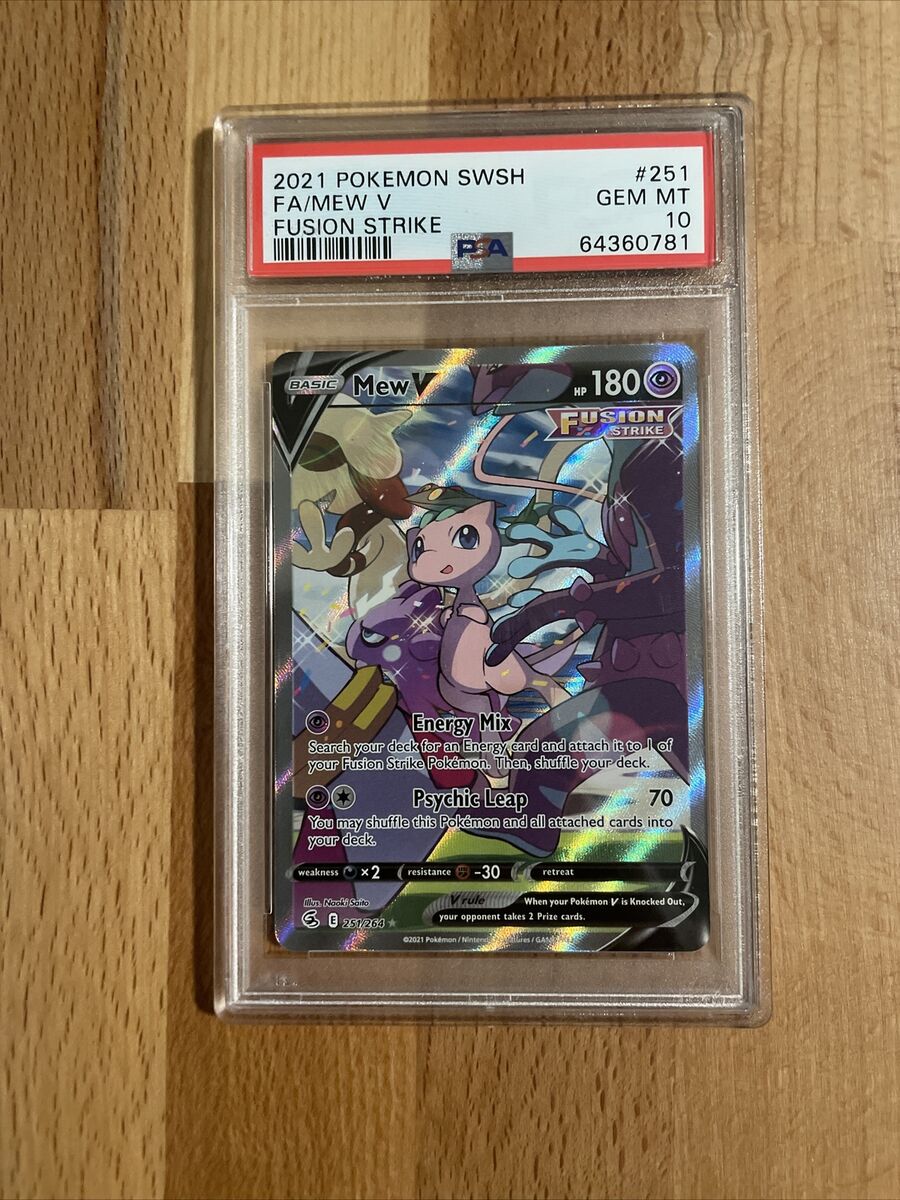 2021 POKEMON SWSH #251
FA/MEW V GEM MT
FUSION STRIKE 10
PSA 64360781
BASIC Mew V HP 180
FUSION
STRIKE
Energy Mix
Search your deck for an Energy card and attach it to 1 of
your Fusion Strike Pokémon. Then, shuffle your deck.
Psychic Leap 70
You may shuffle this Pokémon and all attached cards into
your deck.
weakness ×2 resistance -30 retreat
V rule When your Pokémon V is Knocked Out,
your opponent takes 2 Prize cards.
Illus. Naoki Saito
E 251/264
©2021 Pokémon / Nintendo